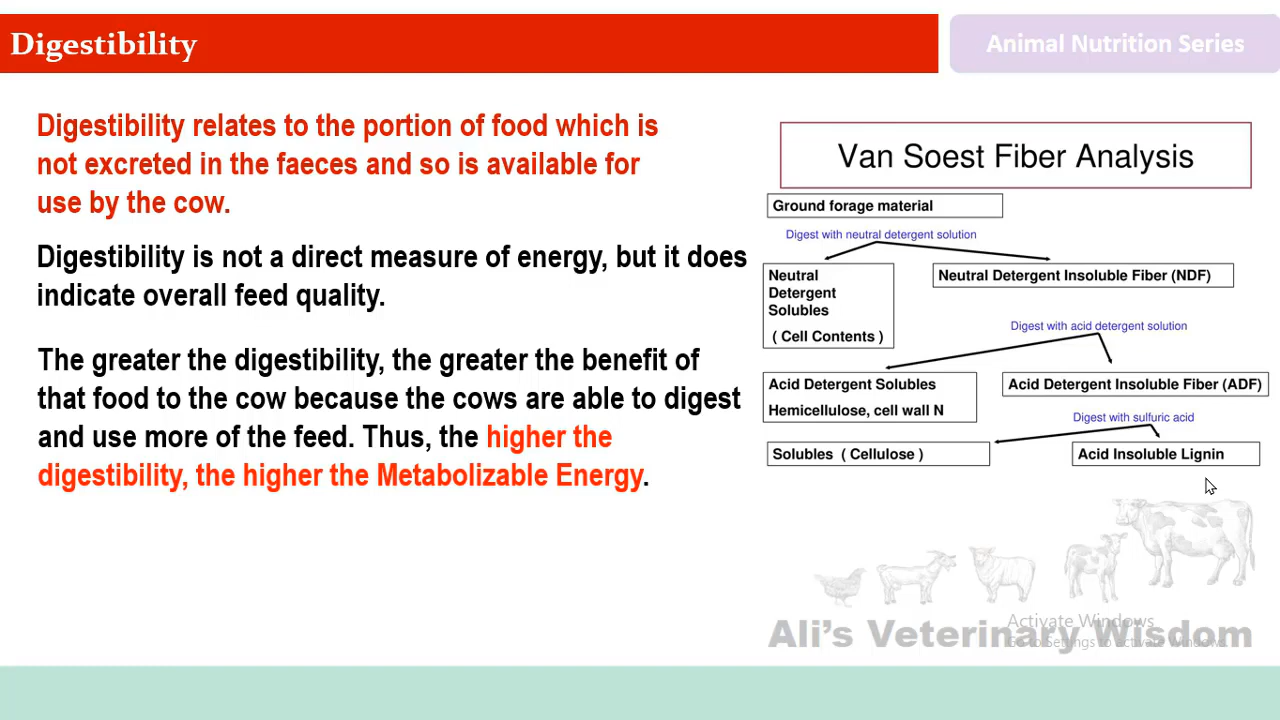 Digestibility
Animal Nutrition Series
Digestibility relates to the portion of food which is
not excreted in the faeces and so is available for
use by the cow.
Digestibility is not a direct measure of energy, but it does
indicate overall feed quality.
The greater the digestibility, the greater the benefit of
that food to the cow because the cows are able to digest
and use more of the feed. Thus, the higher the
digestibility, the higher the Metabolizable Energy.
Van Soest Fiber Analysis
Ground forage material
Digest with neutral detergent solution
Neutral
Detergent
Solubles
( Cell Contents )
Neutral Detergent Insoluble Fiber (NDF)
Digest with acid detergent solution
Acid Detergent Solubles
Hemicellulose, cell wall N
Acid Detergent Insoluble Fiber (ADF)
Digest with sulfuric acid
Solubles ( Cellulose )
Acid Insoluble Lignin
Ali's Veterinary Wisdom
Activate Windows
Go to Settings to activate Windows.